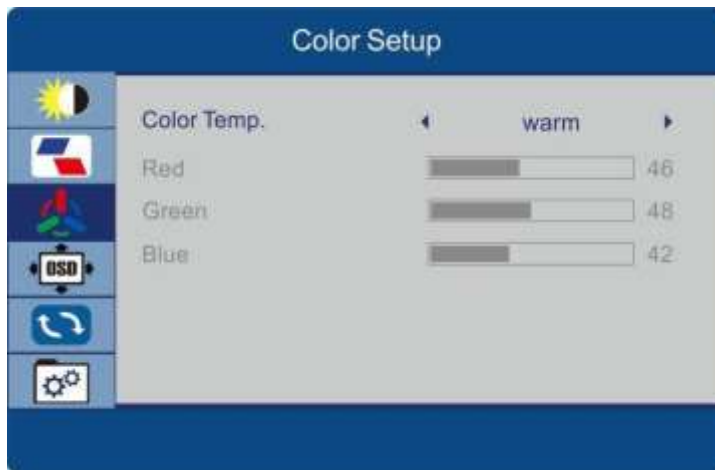 Color Setup
Color Temp. warm
Red 46
Green 48
Blue 42
OSD